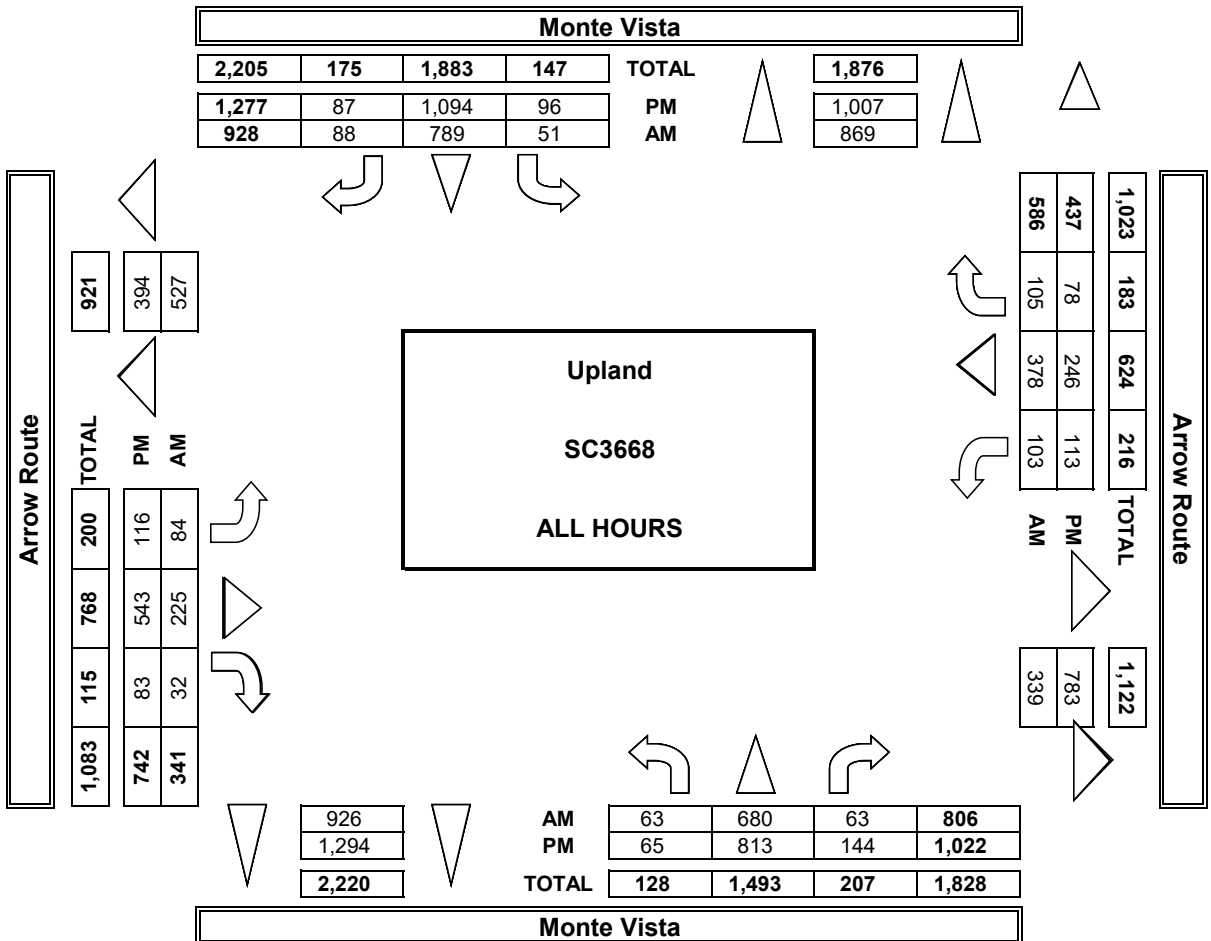 Monte Vista
2,205 175 1,883 147 TOTAL 1,876
1,277 87 1,094 96 PM 1,007
928 88 789 51 AM 869
Arrow Route
921
394
527
TOTAL
PM
AM
200 768 115 1,083
116 543 83 742
84 225 32 341
Upland
SC3668
ALL HOURS
1,023 183 624 216 TOTAL 1,122
437 78 246 113 PM 783
586 105 378 103 AM 339
Arrow Route
926 AM 63 680 63 806
1,294 PM 65 813 144 1,022
2,220 TOTAL 128 1,493 207 1,828
Monte Vista